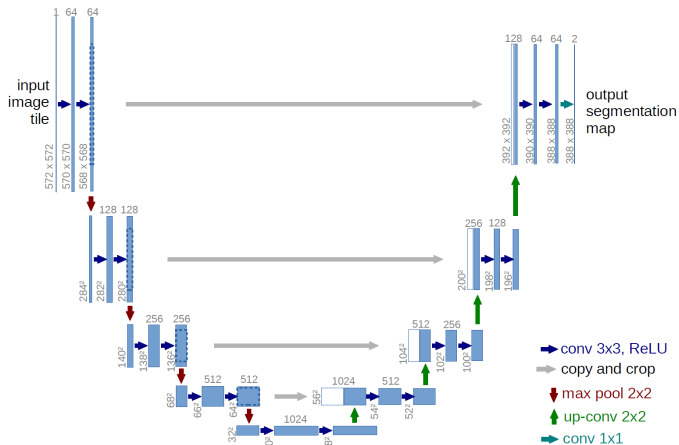 1 64 64
128 64 64 2
input
image
tile
output
segmentation
map
572 x 572
570 x 570
568 x 568
392 x 392
390 x 390
388 x 388
388 x 388
128 128
256 128
284²
282²
280²
200²
198²
196²
256 256
512 256
140²
138²
136²
104²
102²
100²
512 512
1024 512
68²
66²
64²
56²
54²
52²
1024
32²
conv 3x3, ReLU
copy and crop
max pool 2x2
up-conv 2x2
conv 1x1